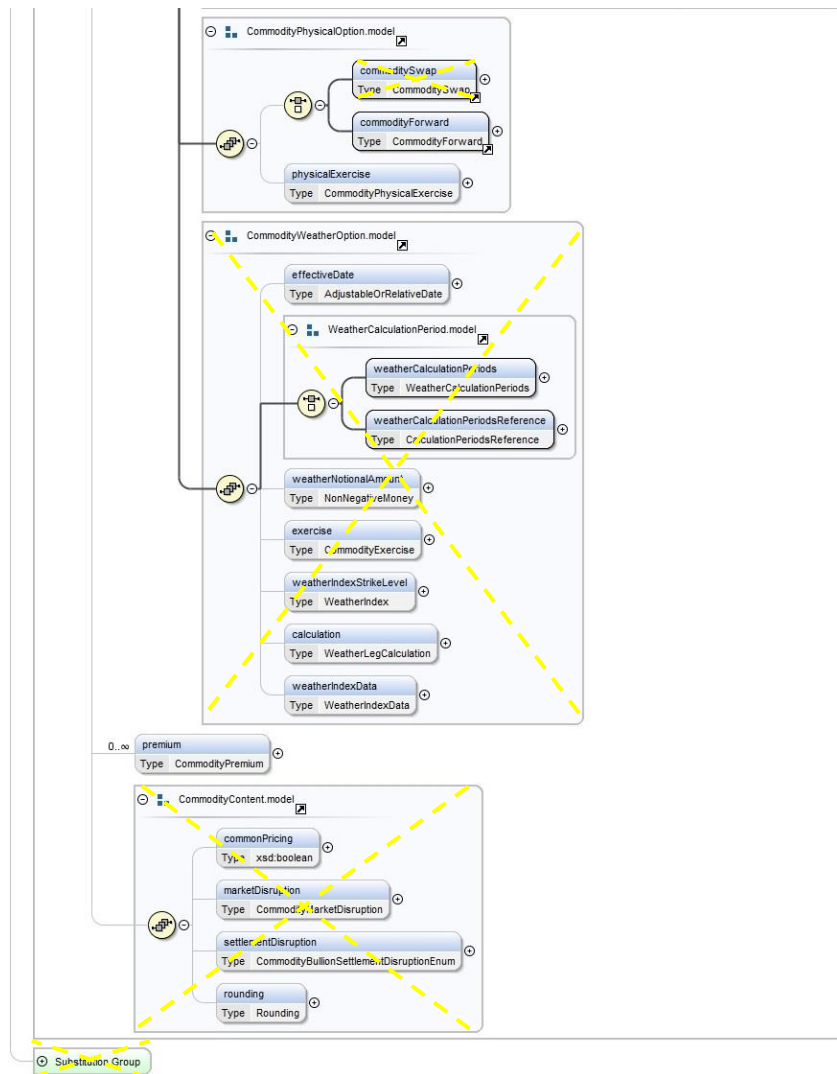 CommodityPhysicalOption.model
commoditySwap
Type CommoditySwap
commodityForward
Type CommodityForward
physicalExercise
Type CommodityPhysicalExercise
CommodityWeatherOption.model
effectiveDate
Type AdjustableOrRelativeDate
WeatherCalculationPeriod.model
weatherCalculationPeriods
Type WeatherCalculationPeriods
weatherCalculationPeriodsReference
Type CalculationPeriodsReference
weatherNotionalAmount
Type NonNegativeMoney
exercise
Type CommodityExercise
weatherIndexStrikeLevel
Type WeatherIndex
calculation
Type WeatherLegCalculation
weatherIndexData
Type WeatherIndexData
0..∞ premium
Type CommodityPremium
CommodityContent.model
commonPricing
Type xsd:boolean
marketDisruption
Type CommodityMarketDisruption
settlementDisruption
Type CommodityBullionSettlementDisruptionEnum
rounding
Type Rounding
Substitution Group